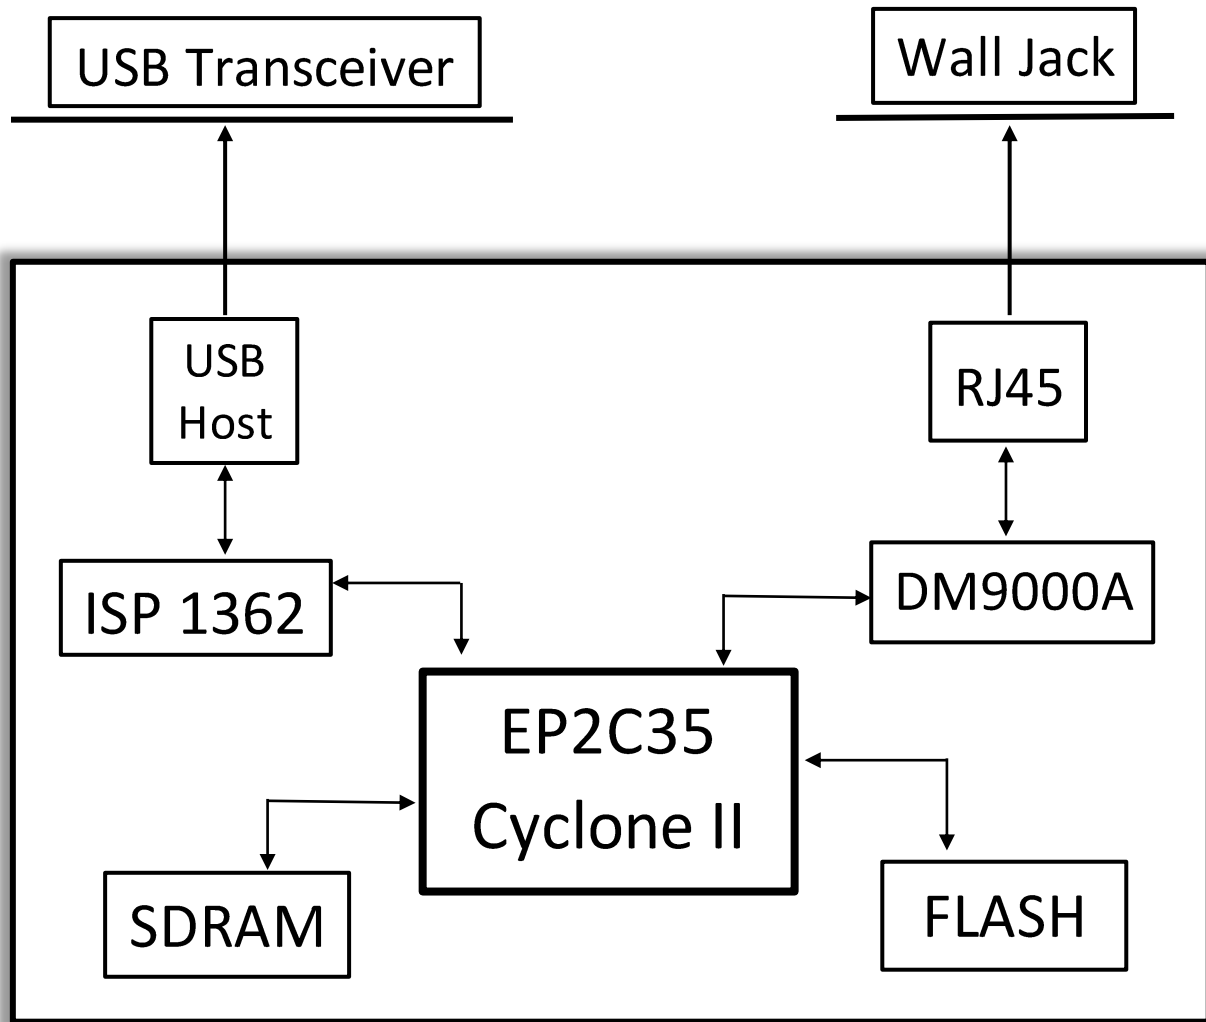 USB Transceiver
Wall Jack
USB
Host
RJ45
ISP 1362
DM9000A
EP2C35
Cyclone II
SDRAM
FLASH